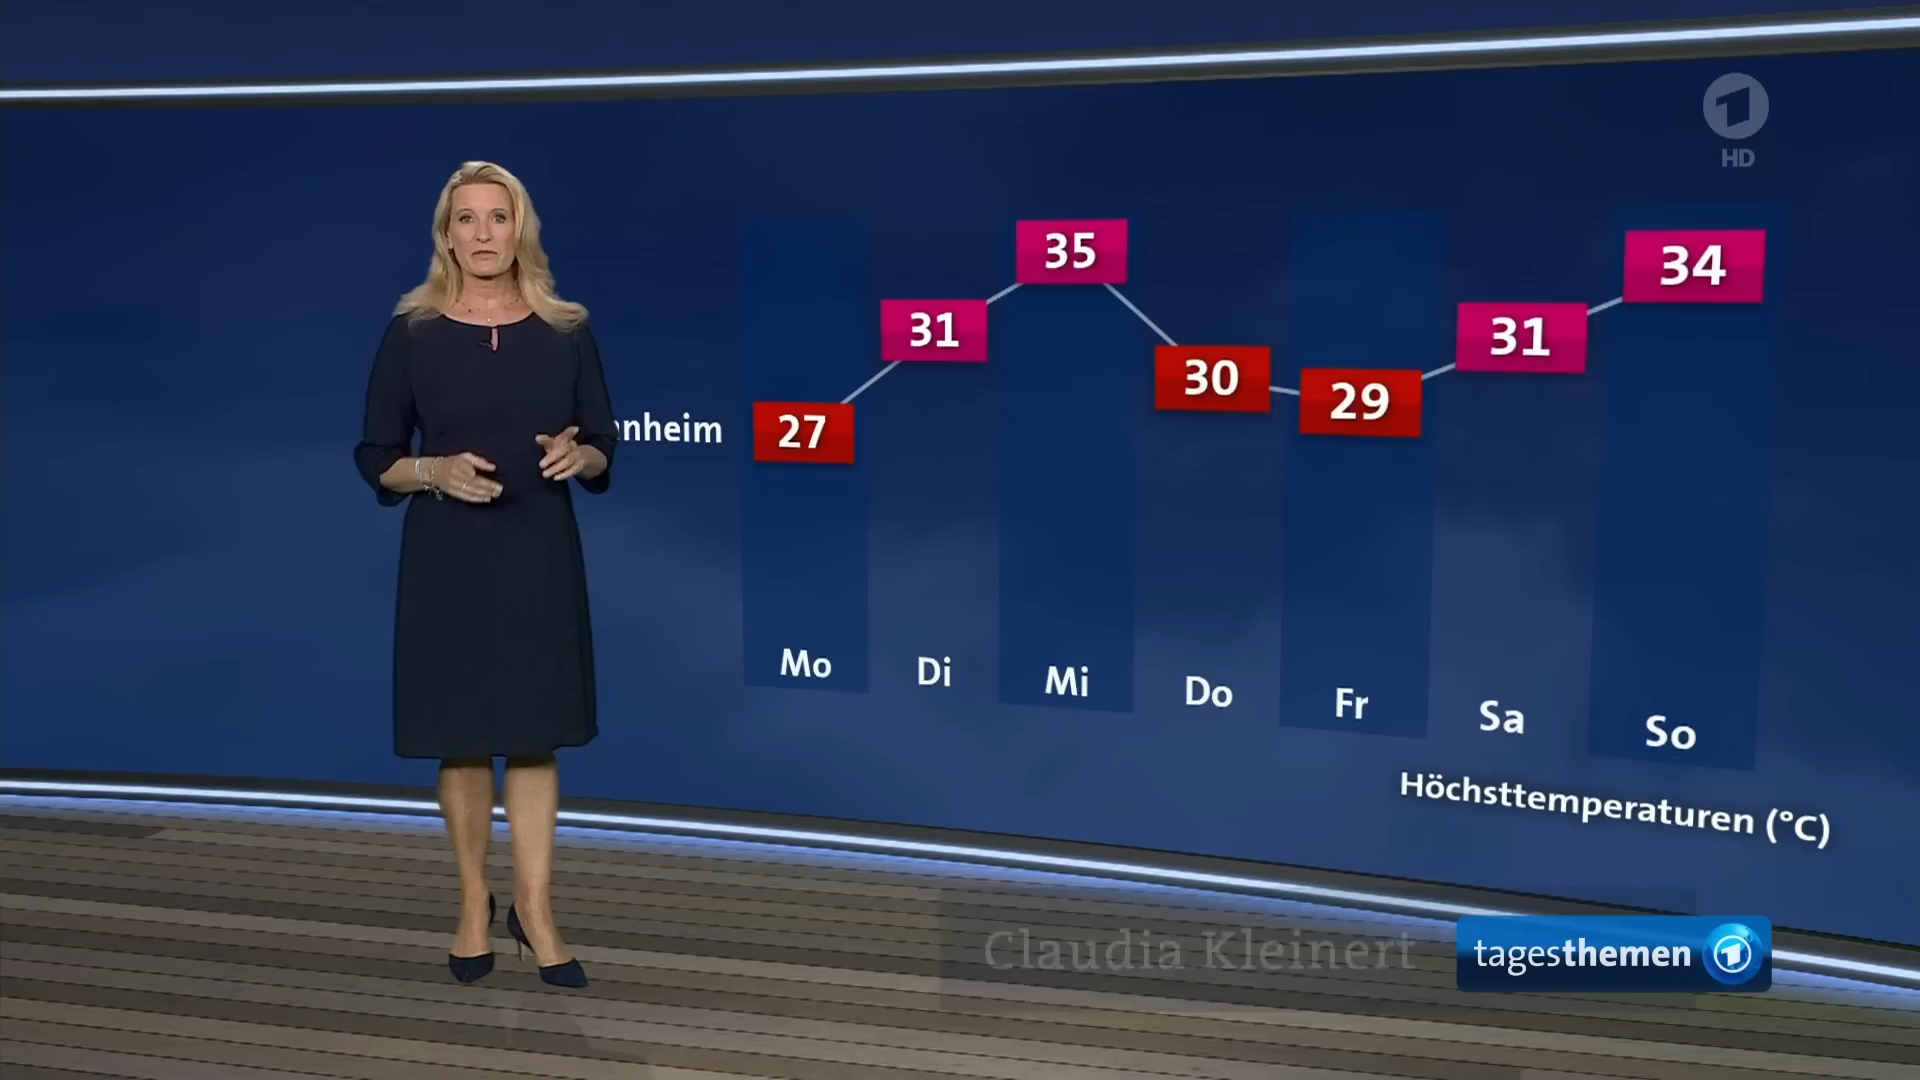 HD
35
34
31
31
30
29
27
nnheim
Mo Di Mi Do Fr Sa So
Höchsttemperaturen (°C)
Claudia Kleinert
tagesthemen